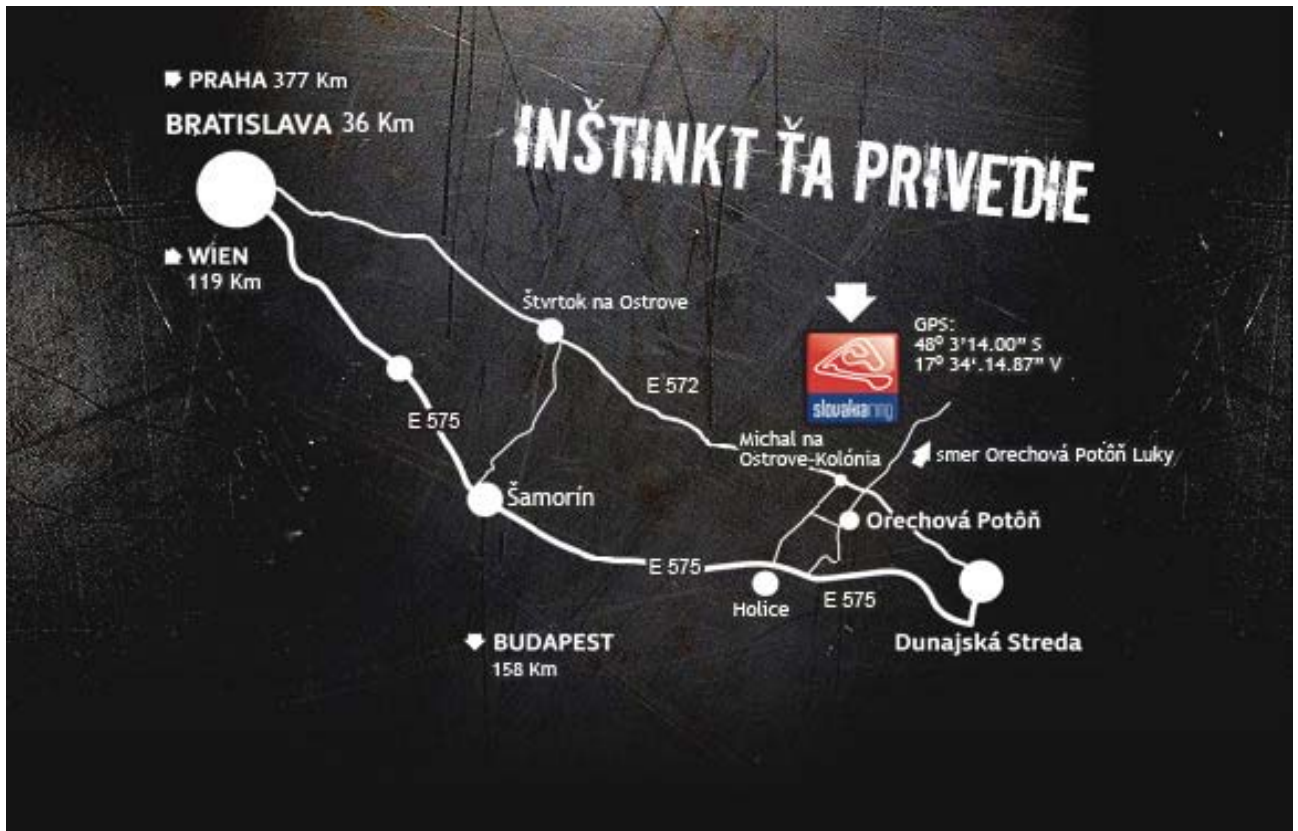 PRAHA 377 Km
BRATISLAVA 36 Km
INŠTINKT ŤA PRIVEDIE
WIEN
119 Km
Štvrtok na Ostrove
GPS:
48⁰ 3'14.00" S
17⁰ 34'.14.87" V
slovakiaring
E 572
E 575
Michal na
Ostrove-Kolónia
smer Orechová Potôň Luky
Šamorín
Orechová Potôň
E 575
Holice
E 575
BUDAPEST
158 Km
Dunajská Streda